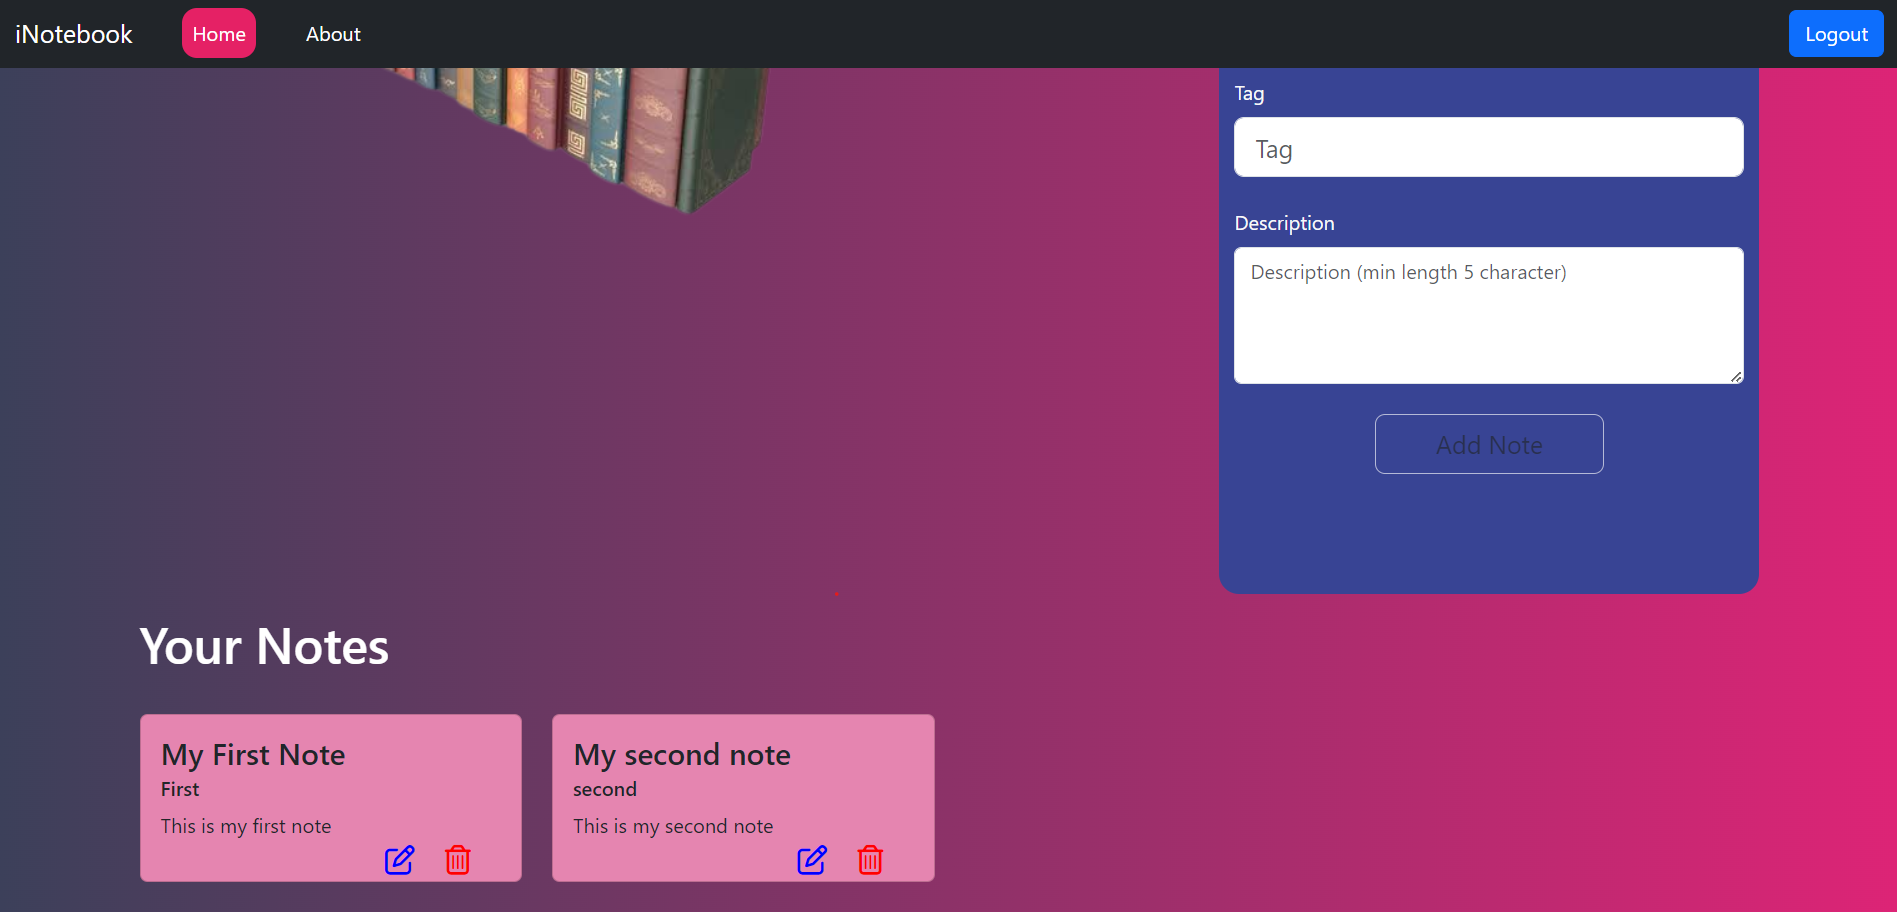 iNotebook
Home
About
Logout
Tag
Tag
Description
Description (min length 5 character)
Add Note
Your Notes
My First Note
First
This is my first note
My second note
second
This is my second note